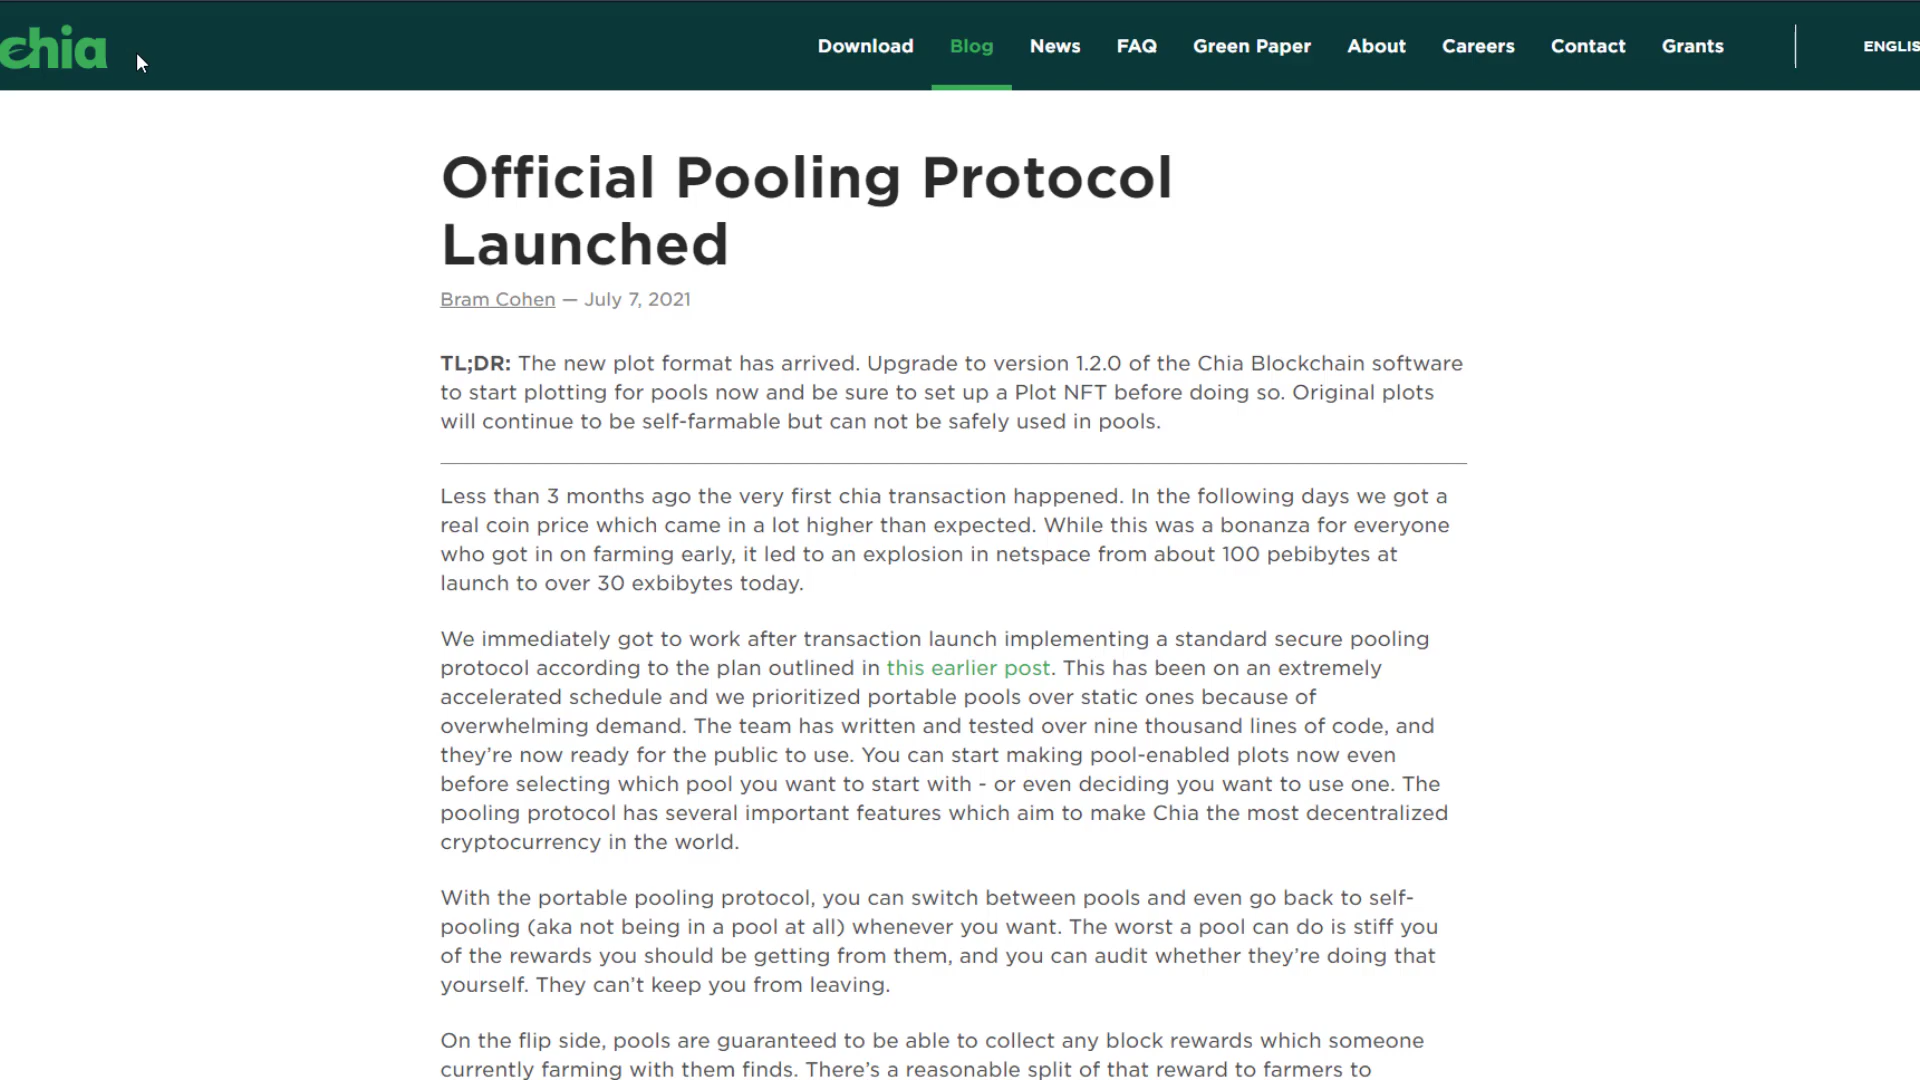 chia
Download Blog News FAQ Green Paper About Careers Contact Grants ENGLIS
Official Pooling Protocol
Launched
Bram Cohen — July 7, 2021
TL;DR: The new plot format has arrived. Upgrade to version 1.2.0 of the Chia Blockchain software
to start plotting for pools now and be sure to set up a Plot NFT before doing so. Original plots
will continue to be self-farmable but can not be safely used in pools.
Less than 3 months ago the very first chia transaction happened. In the following days we got a
real coin price which came in a lot higher than expected. While this was a bonanza for everyone
who got in on farming early, it led to an explosion in netspace from about 100 pebibytes at
launch to over 30 exbibytes today.
We immediately got to work after transaction launch implementing a standard secure pooling
protocol according to the plan outlined in this earlier post. This has been on an extremely
accelerated schedule and we prioritized portable pools over static ones because of
overwhelming demand. The team has written and tested over nine thousand lines of code, and
they’re now ready for the public to use. You can start making pool-enabled plots now even
before selecting which pool you want to start with - or even deciding you want to use one. The
pooling protocol has several important features which aim to make Chia the most decentralized
cryptocurrency in the world.
With the portable pooling protocol, you can switch between pools and even go back to self-
pooling (aka not being in a pool at all) whenever you want. The worst a pool can do is stiff you
of the rewards you should be getting from them, and you can audit whether they’re doing that
yourself. They can’t keep you from leaving.
On the flip side, pools are guaranteed to be able to collect any block rewards which someone
currently farming with them finds. There’s a reasonable split of that reward to farmers to